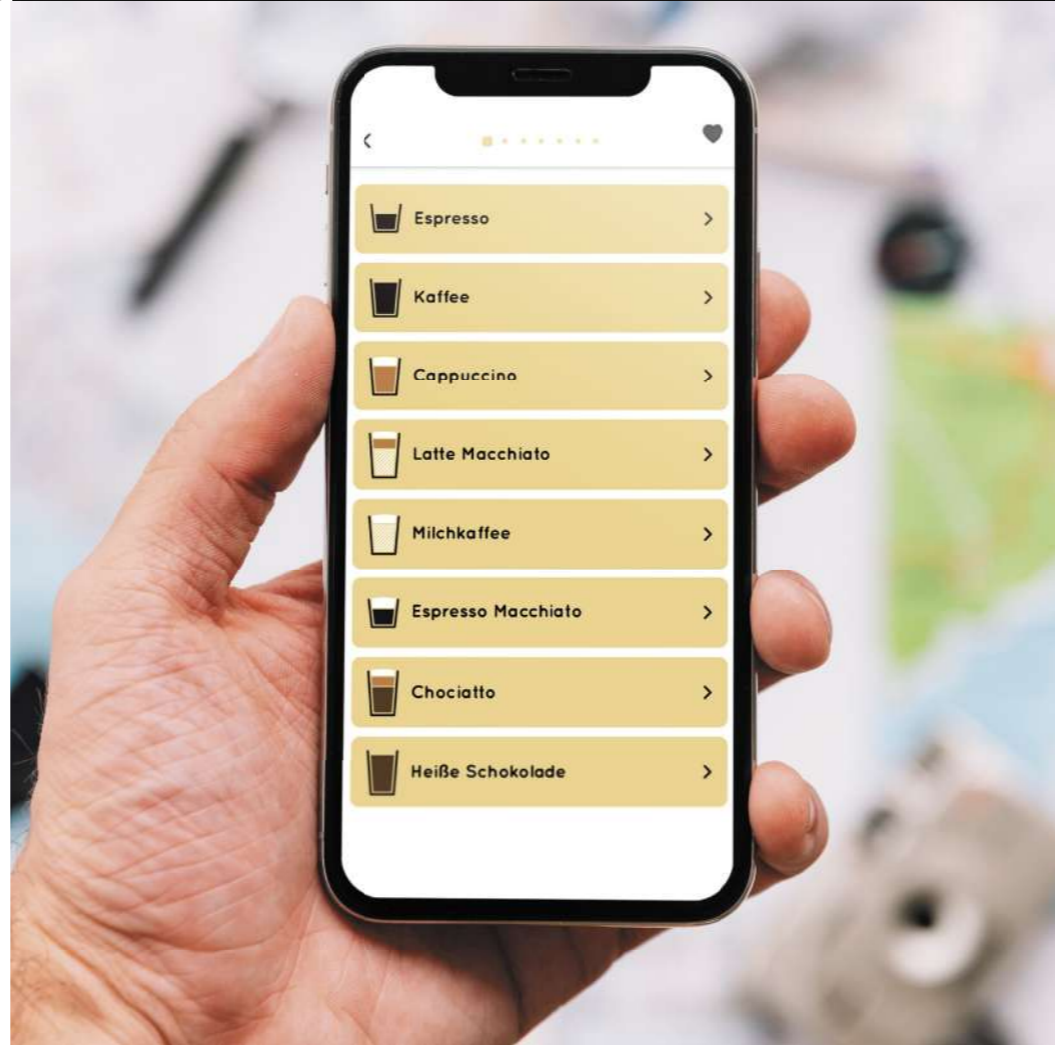 Espresso
Kaffee
Cappuccino
Latte Macchiato
Milchkaffee
Espresso Macchiato
Chociatto
Heiße Schokolade